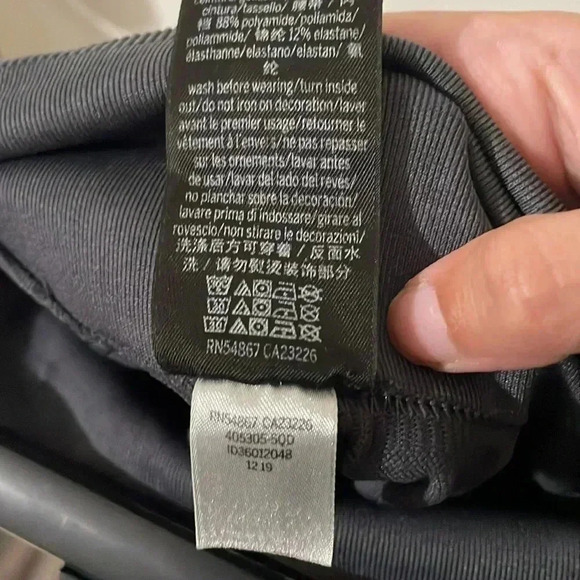 cintura/tassello/ 腰带 /
裆 88% polyamide/poliamida/
poliammide/ 锦纶 12% elastane/
élasthanne/elastano/elastan/ 氨
纶
wash before wearing/turn inside
out/do not iron on decoration/laver
avant le premier usage/retourner le
vêtement à l'envers/ne pas repasser
sur les ornements/lavar antes
de usar/lavar del lado del revés/
no planchar sobre la decoración/
lavare prima di indossare/girare al
rovescio/non stirare le decorazioni/
洗涤后方可穿着 / 反面水
洗 / 请勿熨烫装饰部分
RN54867 CA23226
RN54867 CA23226
405305-SQD
ID36012048
12.19